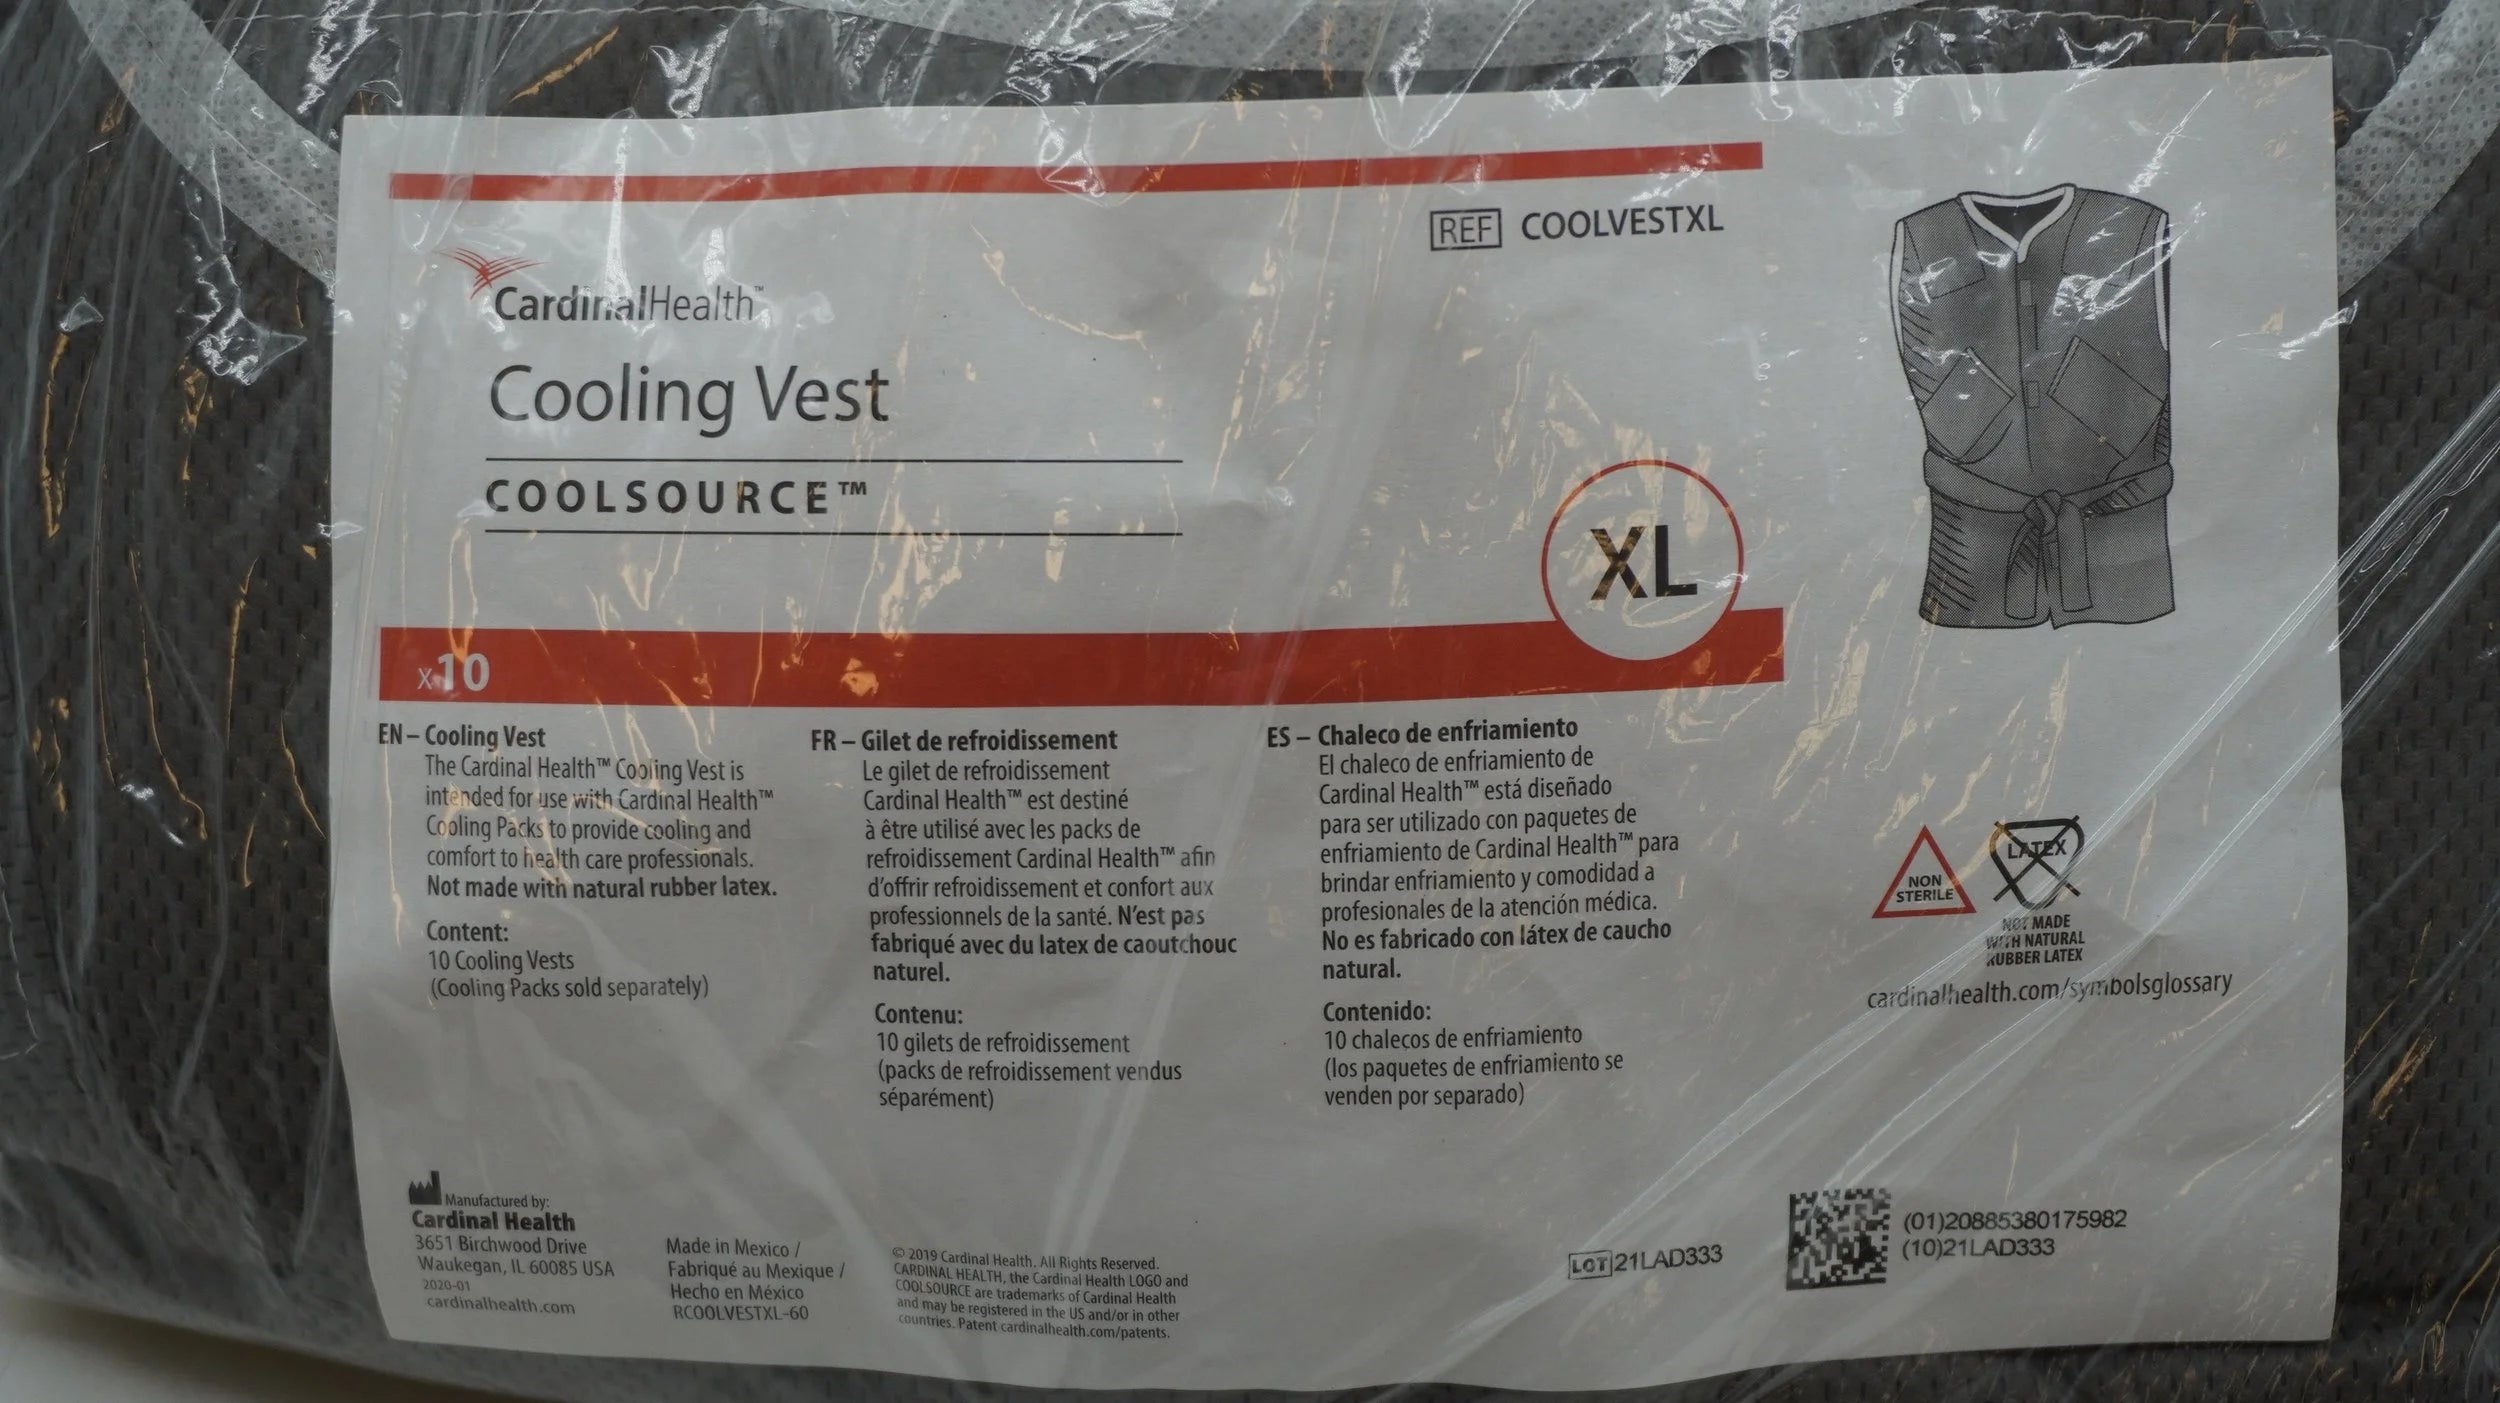 REF COOLVESTXL
CardinalHealth™
Cooling Vest
COOLSOURCE™
XL
x10
EN – Cooling Vest
The Cardinal Health™ Cooling Vest is
intended for use with Cardinal Health™
Cooling Packs to provide cooling and
comfort to health care professionals.
Not made with natural rubber latex.
Content:
10 Cooling Vests
(Cooling Packs sold separately)
FR – Gilet de refroidissement
Le gilet de refroidissement
Cardinal Health™ est destiné
à être utilisé avec les packs de
refroidissement Cardinal Health™ afin
d'offrir refroidissement et confort aux
professionnels de la santé. N'est pas
fabriqué avec du latex de caoutchouc
naturel.
Contenu:
10 gilets de refroidissement
(packs de refroidissement vendus
séparément)
ES – Chaleco de enfriamiento
El chaleco de enfriamiento de
Cardinal Health™ está diseñado
para ser utilizado con paquetes de
enfriamiento de Cardinal Health™ para
brindar enfriamiento y comodidad a
profesionales de la atención médica.
No es fabricado con látex de caucho
natural.
Contenido:
10 chalecos de enfriamiento
(los paquetes de enfriamiento se
venden por separado)
NON
STERILE
LATEX
NOT MADE
WITH NATURAL
RUBBER LATEX
cardinalhealth.com/symbolsglossary
Manufactured by:
Cardinal Health
3651 Birchwood Drive
Waukegan, IL 60085 USA
2020-01
cardinalhealth.com
Made in Mexico /
Fabriqué au Mexique /
Hecho en México
RCOOLVESTXL-60
© 2019 Cardinal Health. All Rights Reserved.
CARDINAL HEALTH, the Cardinal Health LOGO and
COOLSOURCE are trademarks of Cardinal Health
and may be registered in the US and/or in other
countries. Patent cardinalhealth.com/patents.
LOT 21LAD333
(01)20885380175982
(10)21LAD333